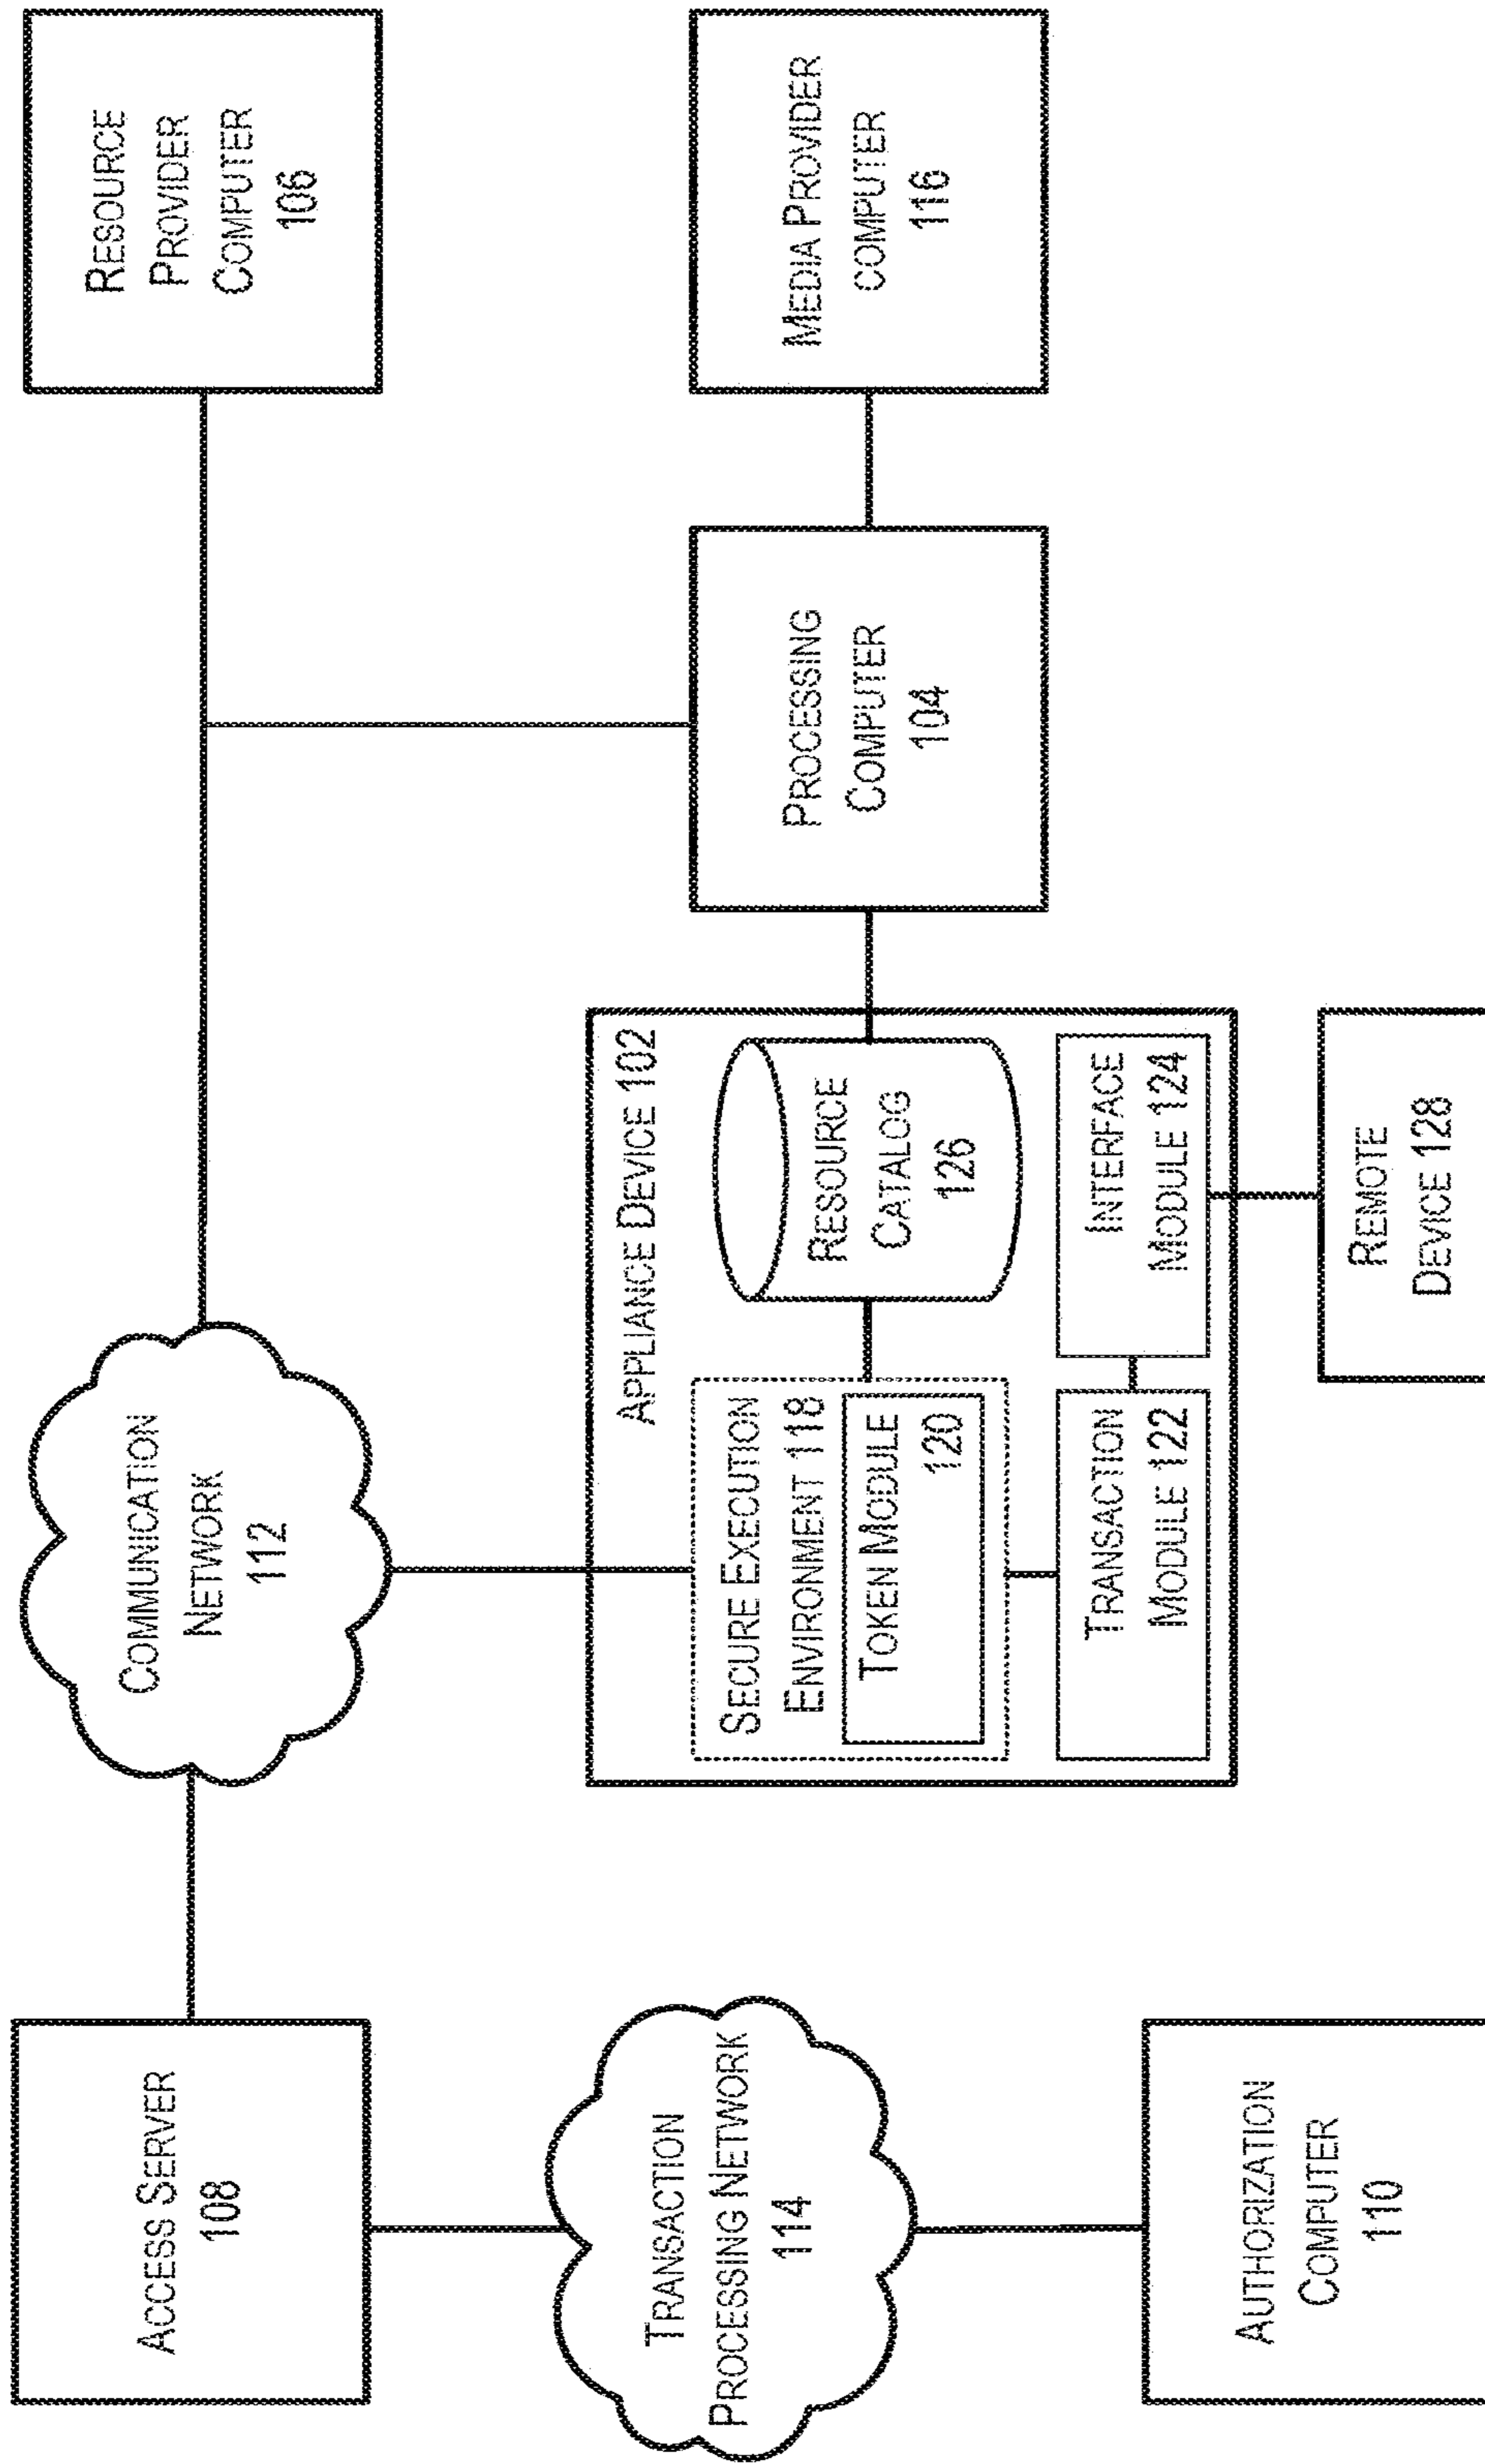 ACCESS SERVER
108
COMMUNICATION
NETWORK
112
RESOURCE
PROVIDER
COMPUTER
106
TRANSACTION
PROCESSING NETWORK
114
APPLIANCE DEVICE 102
SECURE EXECUTION
ENVIRONMENT 118
TOKEN MODULE
120
RESOURCE
CATALOG
126
PROCESSING
COMPUTER
104
MEDIA PROVIDER
COMPUTER
116
TRANSACTION
MODULE 122
INTERFACE
MODULE 124
AUTHORIZATION
COMPUTER
110
REMOTE
DEVICE 128